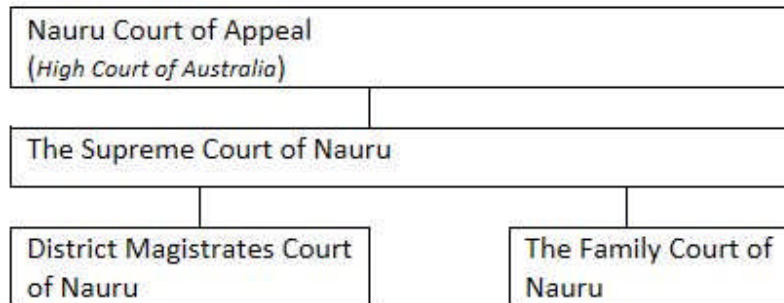 Nauru Court of Appeal
(High Court of Australia)
The Supreme Court of Nauru
District Magistrates Court
of Nauru
The Family Court of
Nauru